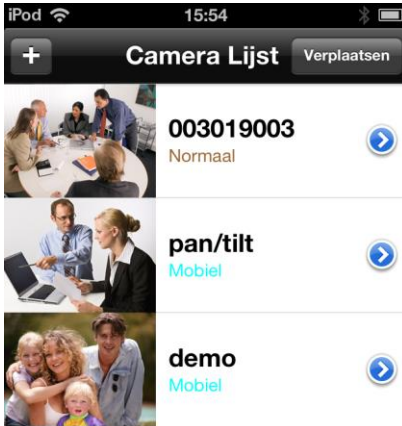 iPod 15:54
+ Camera Lijst Verplaatsen
003019003
Normaal
pan/tilt
Mobiel
demo
Mobiel